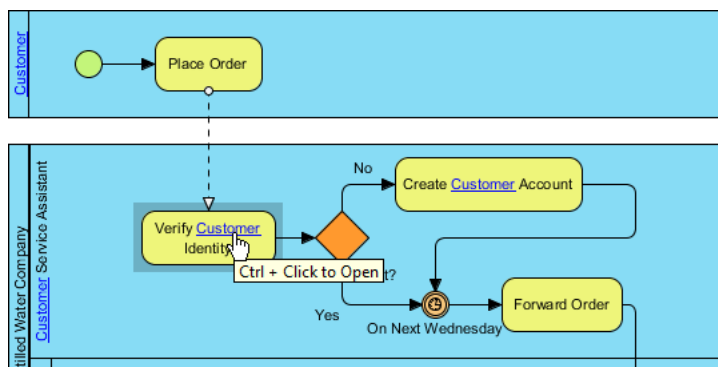 Customer
Place Order
tilled Water Company
Customer Service Assistant
Verify Customer
Identity
No
Create Customer Account
Ctrl + Click to Open
t?
Yes
On Next Wednesday
Forward Order